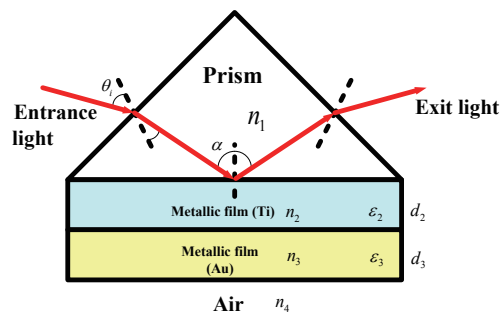 θi
Prism
Entrance
light
n1
Exit light
α
Metallic film (Ti) n2 ε2 d2
Metallic film
(Au)
n3 ε3 d3
Air n4